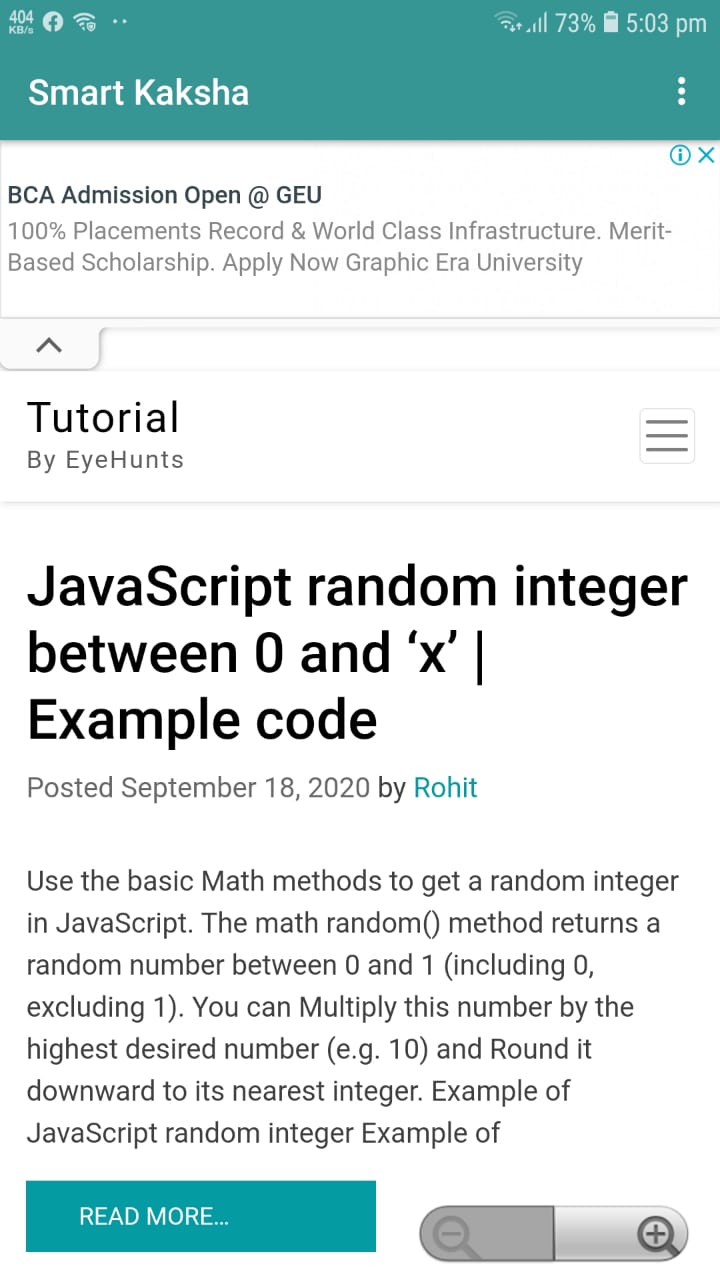 404
KB/s
73% 5:03 pm
Smart Kaksha
BCA Admission Open @ GEU
100% Placements Record & World Class Infrastructure. Merit-
Based Scholarship. Apply Now Graphic Era University
Tutorial
By EyeHunts
JavaScript random integer
between 0 and ‘x’ |
Example code
Posted September 18, 2020 by Rohit
Use the basic Math methods to get a random integer
in JavaScript. The math random() method returns a
random number between 0 and 1 (including 0,
excluding 1). You can Multiply this number by the
highest desired number (e.g. 10) and Round it
downward to its nearest integer. Example of
JavaScript random integer Example of
READ MORE...